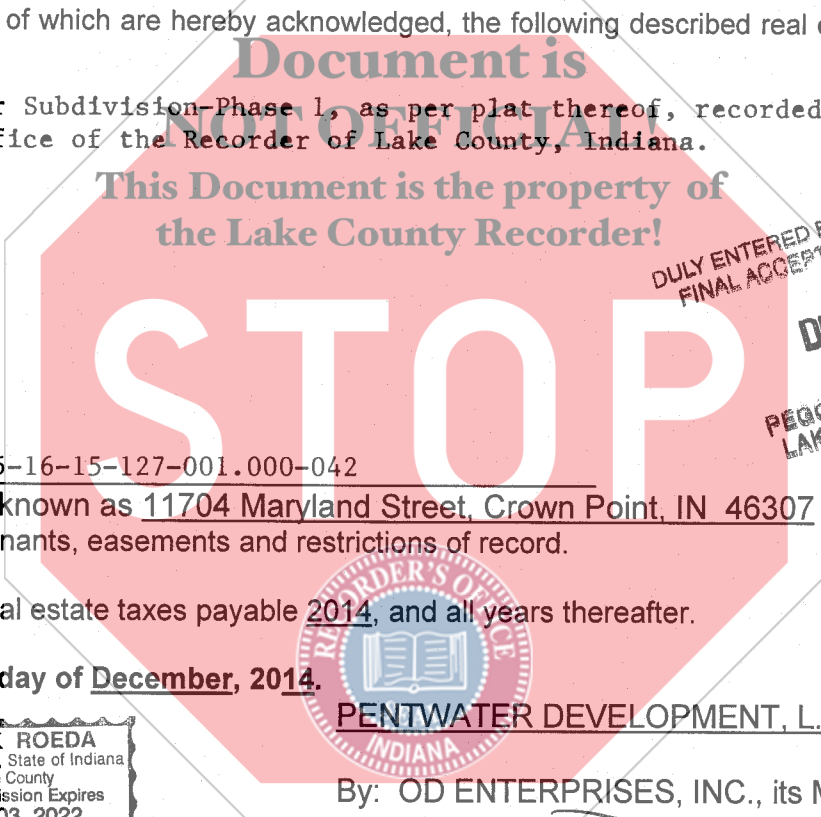 of which are hereby acknowledged, the following described real
Document is
Subdivision-Phase 1, as per plat thereof, recorded
NOT OFFICIAL!
office of the Recorder of Lake County, Indiana.
This Document is the property of
the Lake County Recorder!
DULY ENTERED
FINAL
STOP
-16-15-127-001.000-042
known as 11704 Maryland Street, Crown Point, IN 46307
nants, easements and restrictions of record.
RECORDER'S OFFICE
al estate taxes payable 2014, and all years thereafter.
day of December, 2014.
PENTWATER DEVELOPMENT, L.
INDIANA
ROEDA
State of Indiana
County
ssion Expires
03, 2022
By: OD ENTERPRISES, INC., its